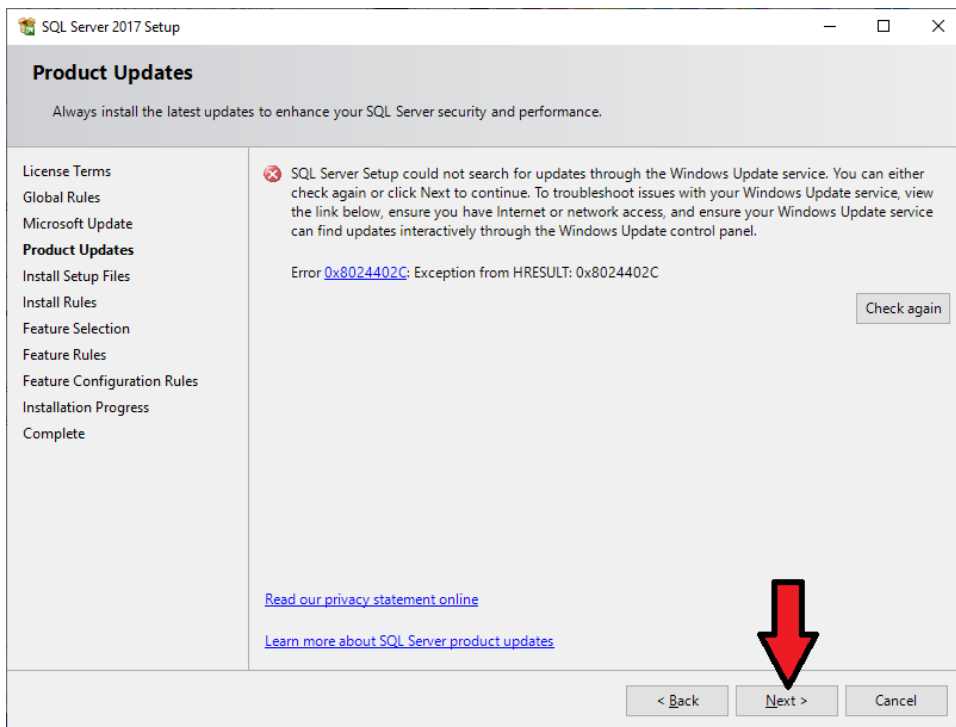 SQL Server 2017 Setup
Product Updates
Always install the latest updates to enhance your SQL Server security and performance.
License Terms
Global Rules
Microsoft Update
Product Updates
Install Setup Files
Install Rules
Feature Selection
Feature Rules
Feature Configuration Rules
Installation Progress
Complete
SQL Server Setup could not search for updates through the Windows Update service. You can either
check again or click Next to continue. To troubleshoot issues with your Windows Update service, view
the link below, ensure you have Internet or network access, and ensure your Windows Update service
can find updates interactively through the Windows Update control panel.
Error 0x8024402C: Exception from HRESULT: 0x8024402C
Check again
Read our privacy statement online
Learn more about SQL Server product updates
< Back
Next >
Cancel